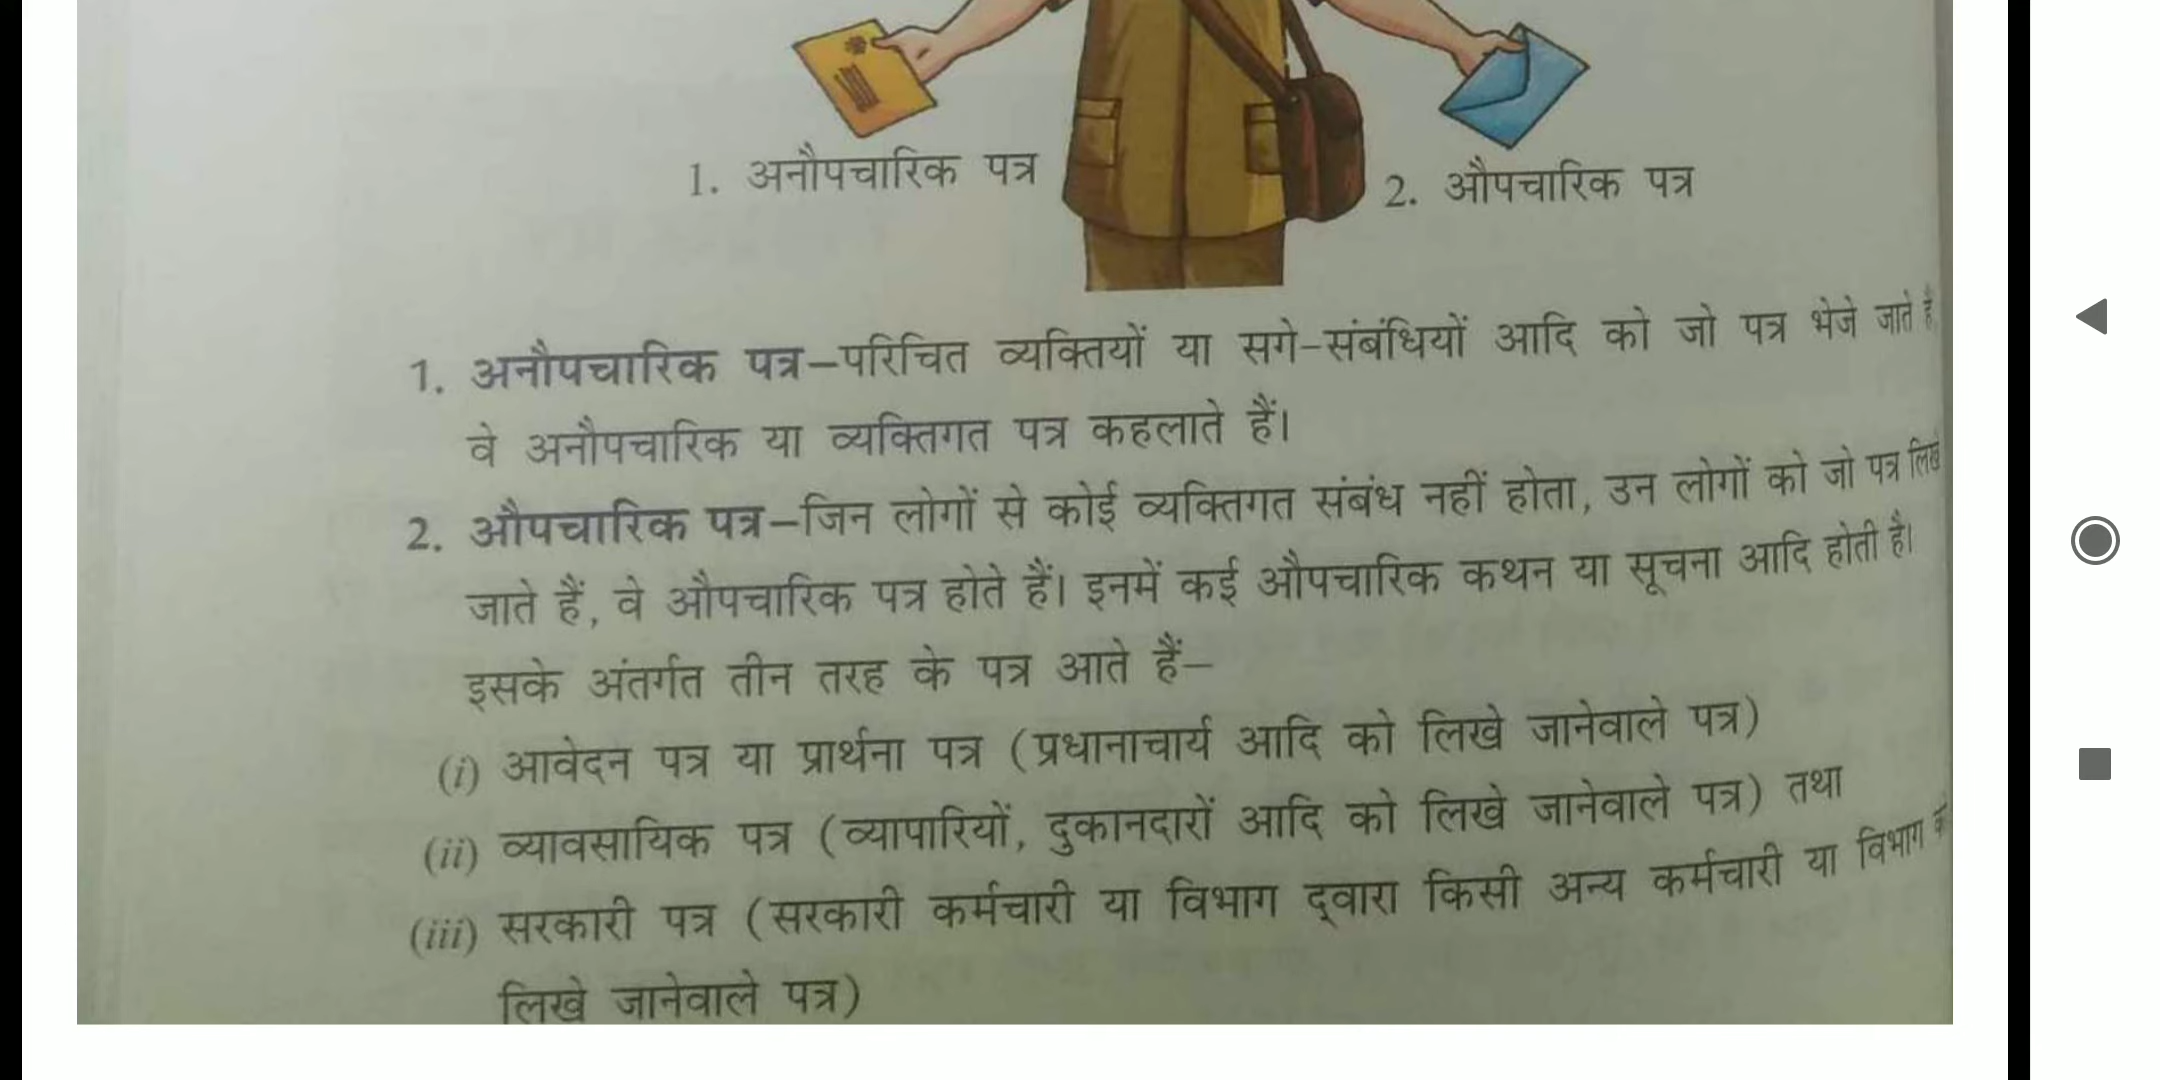 1. अनौपचारिक पत्र
2. औपचारिक पत्र
1. अनौपचारिक पत्र–परिचित व्यक्तियों या सगे-संबंधियों आदि को जो पत्र भेजे जाते
वे अनौपचारिक या व्यक्तिगत पत्र कहलाते हैं।
2. औपचारिक पत्र–जिन लोगों से कोई व्यक्तिगत संबंध नहीं होता, उन लोगों को जो पत्र लिखे
जाते हैं, वे औपचारिक पत्र होते हैं। इनमें कई औपचारिक कथन या सूचना आदि होती है।
इसके अंतर्गत तीन तरह के पत्र आते हैं–
(i) आवेदन पत्र या प्रार्थना पत्र (प्रधानाचार्य आदि को लिखे जानेवाले पत्र)
(ii) व्यावसायिक पत्र (व्यापारियों, दुकानदारों आदि को लिखे जानेवाले पत्र) तथा
(iii) सरकारी पत्र (सरकारी कर्मचारी या विभाग द्वारा किसी अन्य कर्मचारी या विभाग
लिखे जानेवाले पत्र)